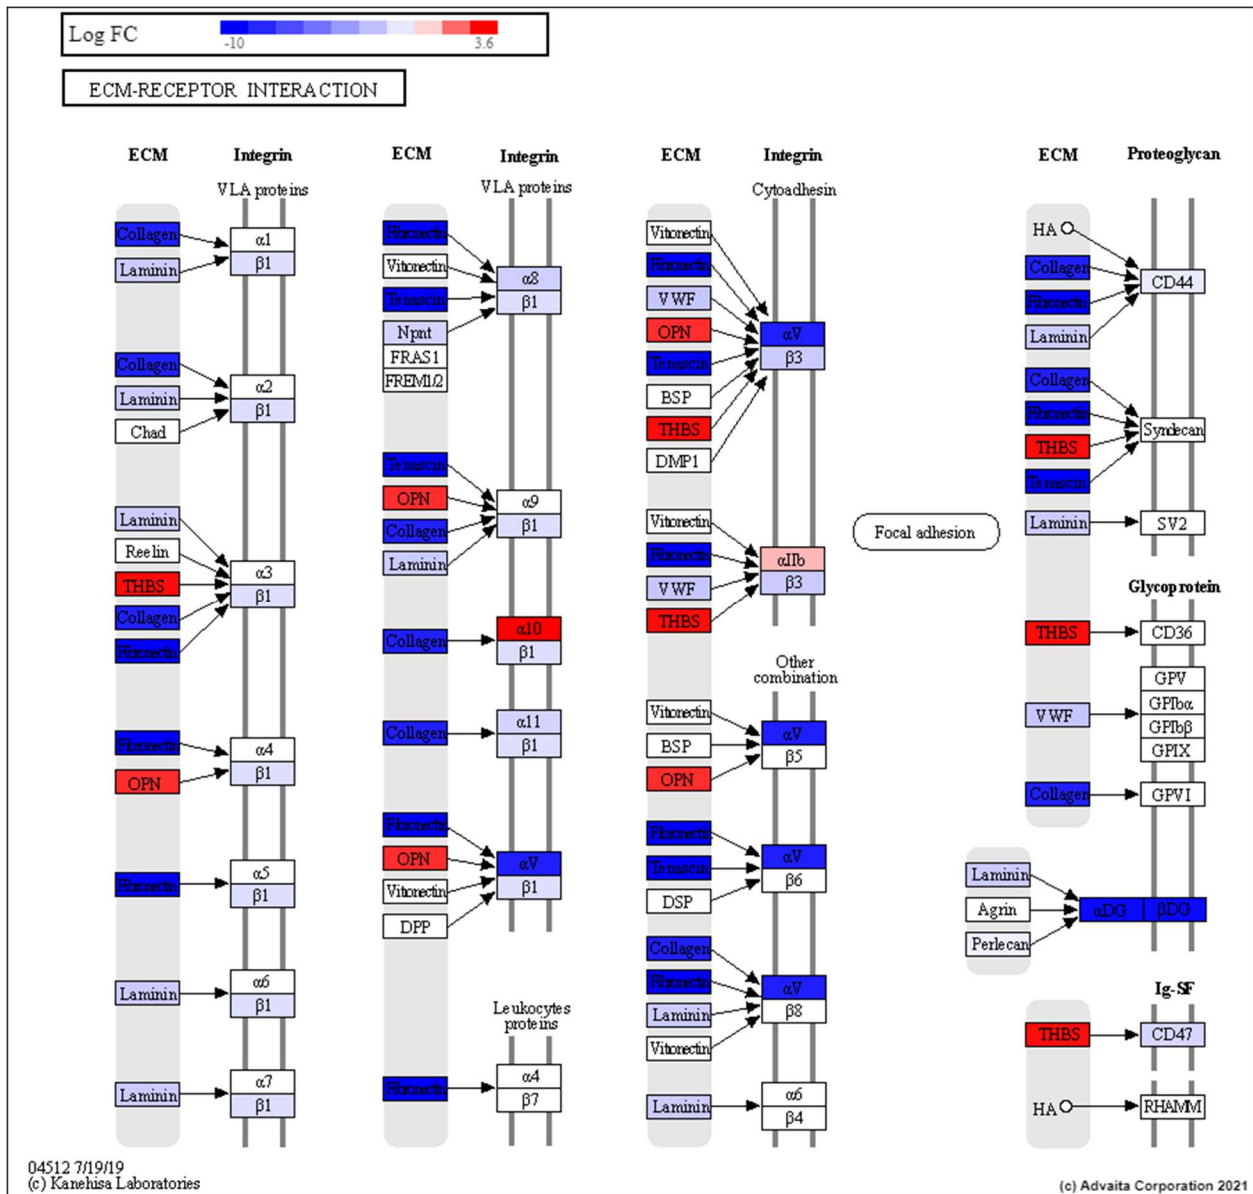 Log FC
-10 3.6
ECM-RECEPTOR INTERACTION
ECM Integrin
VLA proteins
Collagen
α1
Laminin
β1
Collagen
α2
Laminin
β1
Chad
Laminin
Reelin
α3
THBS
β1
Collagen
Fibronectin
Fibronectin
α4
β1
OPN
Fibronectin
α5
β1
α6
Laminin
β1
α7
Laminin
β1
ECM Integrin
VLA proteins
Fibronectin
Vitronectin
α8
Tenascin
β1
Npnt
FRAS1
FREM1/2
Tenascin
OPN
α9
Collagen
β1
Laminin
α10
Collagen
β1
α11
Collagen
β1
Fibronectin
OPN
αV
Vitronectin
β1
DPP
Leukocytes
proteins
α4
Fibronectin
β7
ECM Integrin
Cytoadhesin
Vitronectin
Fibronectin
VWF
OPN
αV
Tenascin
β3
BSP
THBS
DMP1
Vitronectin
Fibronectin
αIIb
VWF
β3
THBS
Other
combination
Vitronectin
αV
BSP
β5
OPN
Fibronectin
αV
Tenascin
β6
DSP
Collagen
Fibronectin
αV
Laminin
β8
Vitronectin
α6
Laminin
β4
Focal adhesion
ECM Proteoglycan
HA
Collagen
CD44
Fibronectin
Laminin
Collagen
Fibronectin
Syndecan
THBS
Tenascin
Laminin SV2
Glycoprotein
THBS CD36
GPV
GPIbα
VWF
GPIbβ
GPIX
Collagen GPVI
Laminin
Agrin αDG βDG
Perlecan
Ig-SF
THBS CD47
HA RHAMM
04512 7/19/19
(c) Kanehisa Laboratories
(c) Advaita Corporation 2021